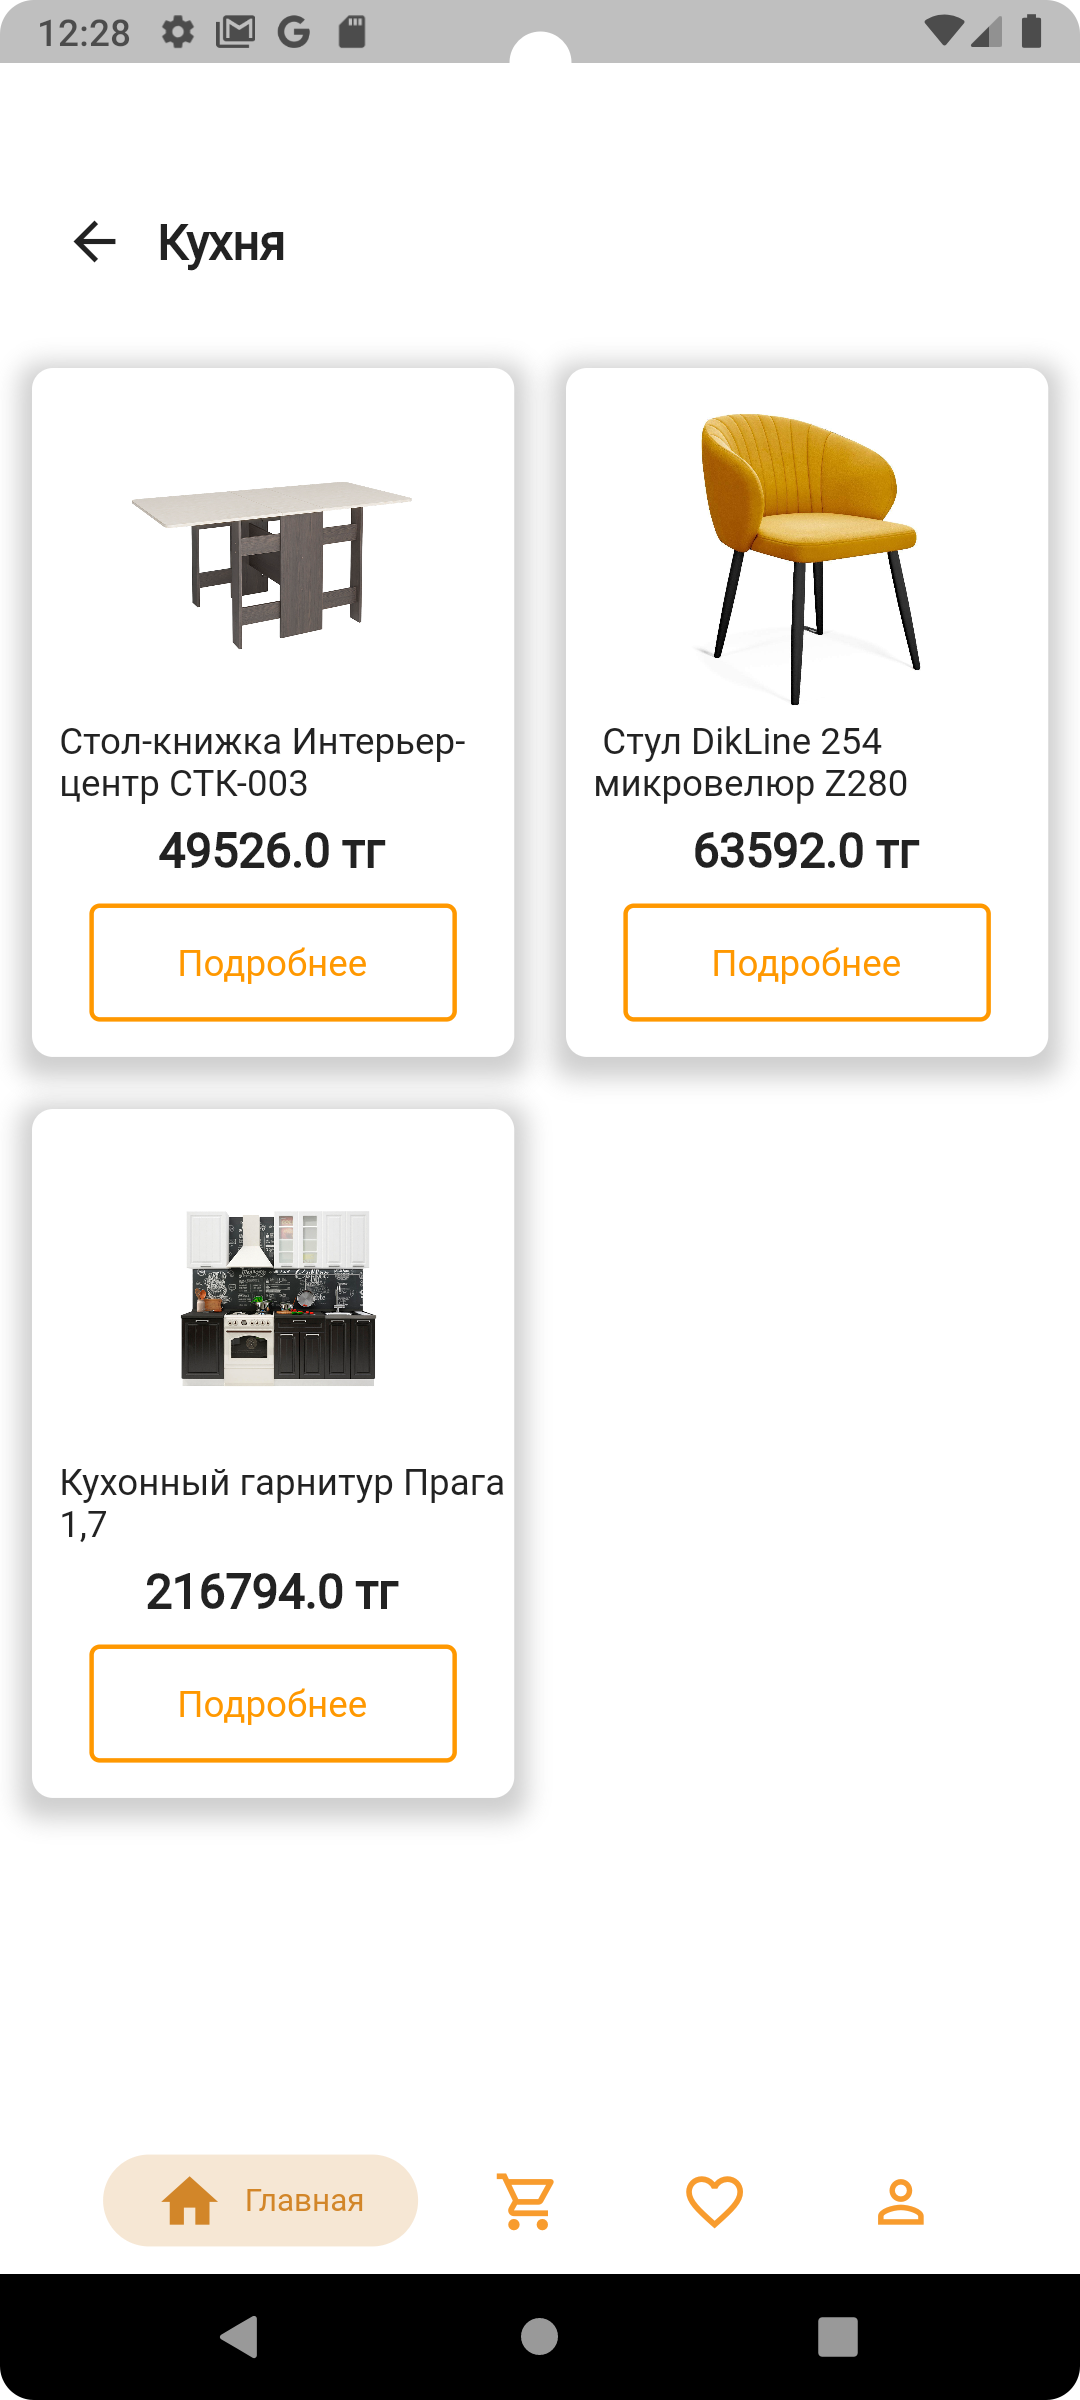 12:28
Кухня
Стол-книжка Интерьер-
центр СТК-003
49526.0 тг
Подробнее
Стул DikLine 254
микровелюр Z280
63592.0 тг
Подробнее
Кухонный гарнитур Прага
1,7
216794.0 тг
Подробнее
Главная